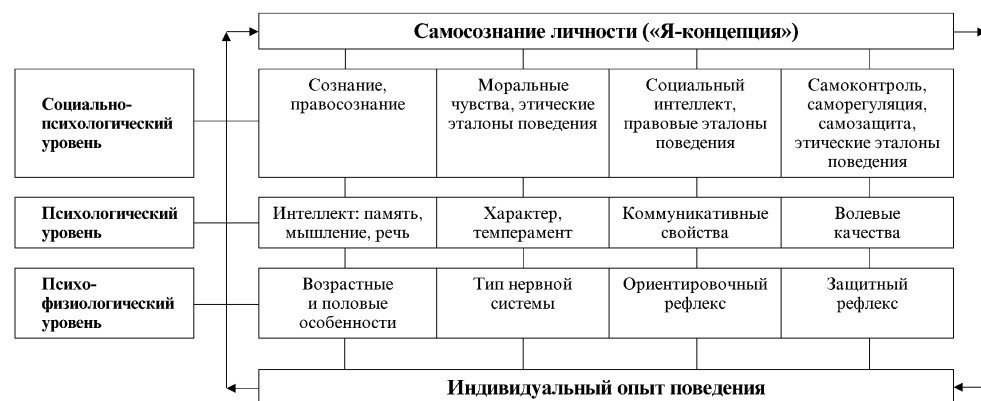 Самосознание личности («Я-концепция»)
Социально-
психологический
уровень
Сознание,
правосознание
Моральные
чувства, этические
эталоны поведения
Социальный
интеллект,
правовые эталоны
поведения
Самоконтроль,
саморегуляция,
самозащита,
этические эталоны
поведения
Психологический
уровень
Интеллект: память,
мышление, речь
Характер,
темперамент
Коммуникативные
свойства
Волевые
качества
Психо-
физиологический
уровень
Возрастные
и половые
особенности
Тип нервной
системы
Ориентировочный
рефлекс
Защитный
рефлекс
Индивидуальный опыт поведения